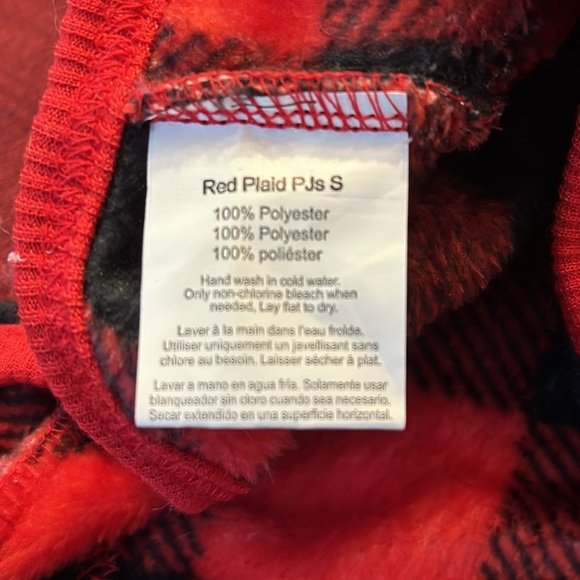 Red Plaid PJs S
100% Polyester
100% Polyester
100% poliéster
Hand wash in cold water.
Only non-chlorine bleach when
needed, Lay flat to dry.
Laver à la main dans l'eau froide.
Utiliser uniquement un javellisant sans
chlore au besoin. Laisser sécher à plat.
Lavar a mano en agua fría. Solamente usar
blanqueador sin cloro cuando sea necesario.
Secar extendido en una superficie horizontal.